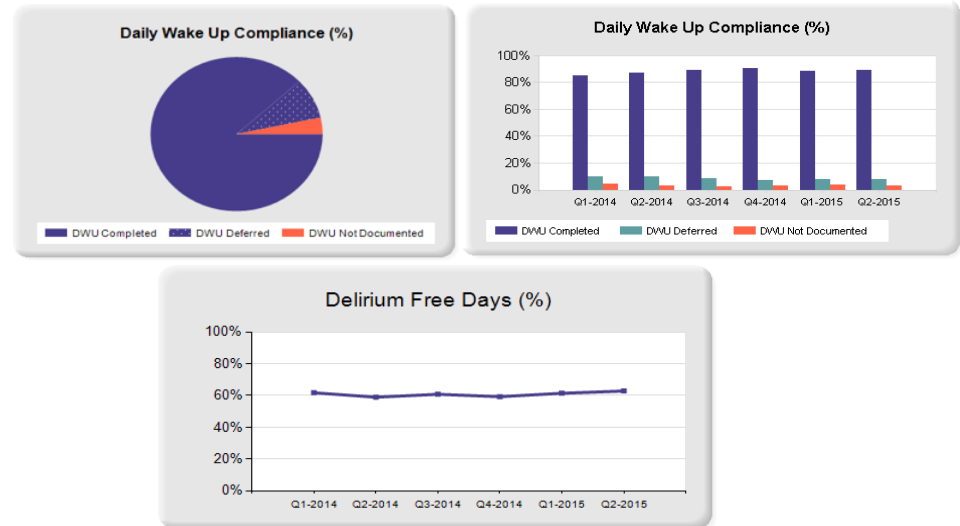 Daily Wake Up Compliance (%)
DWU Completed DWU Deferred DWU Not Documented
Daily Wake Up Compliance (%)
100%
80%
60%
40%
20%
0%
Q1-2014 Q2-2014 Q3-2014 Q4-2014 Q1-2015 Q2-2015
DWU Completed DWU Deferred DWU Not Documented
Delirium Free Days (%)
100%
80%
60%
40%
20%
0%
Q1-2014 Q2-2014 Q3-2014 Q4-2014 Q1-2015 Q2-2015